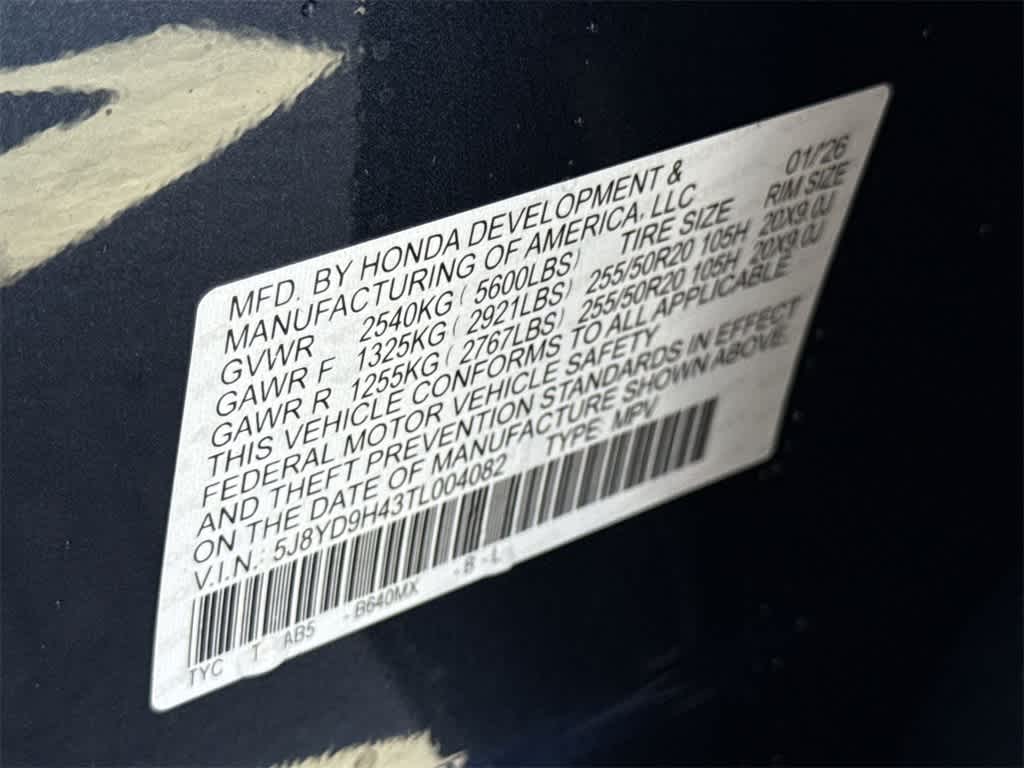 MFD. BY HONDA DEVELOPMENT & 01/'26
MANUFACTURING OF AMERICA, LLC RIM SIZE
GVWR 2540KG ( 5600LBS) TIRE SIZE
GAWR F 1325KG ( 2921LBS) 255/50R20 105H 20X9.0J
GAWR R 1255KG ( 2767LBS) 255/50R20 105H 20X9.0J
THIS VEHICLE CONFORMS TO ALL APPLICABLE
FEDERAL MOTOR VEHICLE SAFETY
AND THEFT PREVENTION STANDARDS IN EFFECT
ON THE DATE OF MANUFACTURE SHOWN ABOVE.
V.I.N.: 5J8YD9H43TL004082 TYPE: MPV
TYC T AB5 -B640MX -B -L